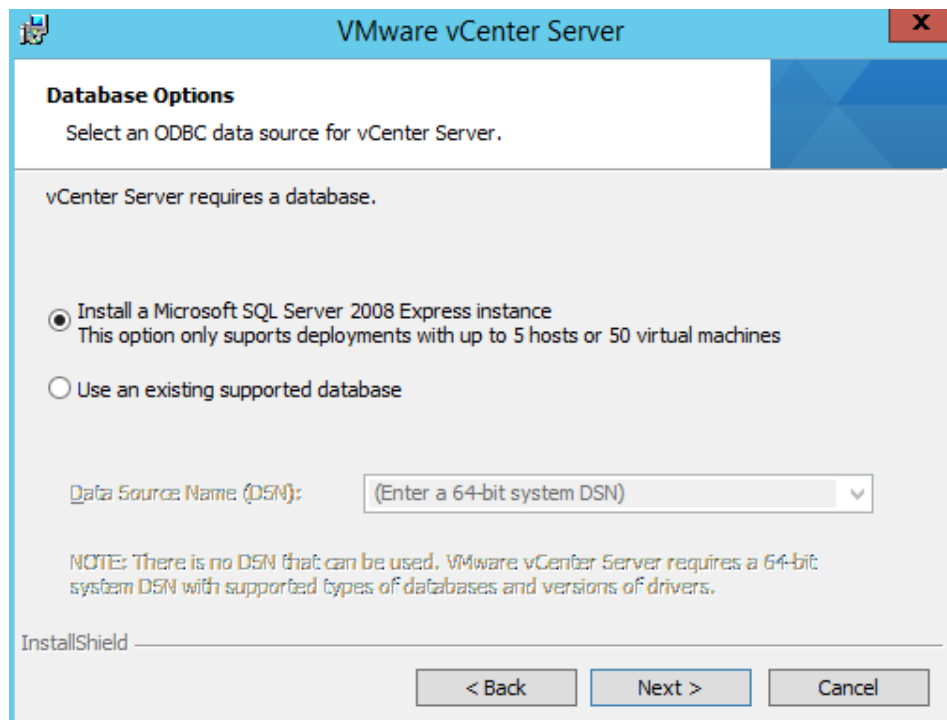 VMware vCenter Server
x
Database Options
Select an ODBC data source for vCenter Server.
vCenter Server requires a database.
Install a Microsoft SQL Server 2008 Express instance
This option only suports deployments with up to 5 hosts or 50 virtual machines
Use an existing supported database
Data Source Name (DSN):
(Enter a 64-bit system DSN)
NOTE: There is no DSN that can be used. VMware vCenter Server requires a 64-bit
system DSN with supported types of databases and versions of drivers.
InstallShield
< Back
Next >
Cancel